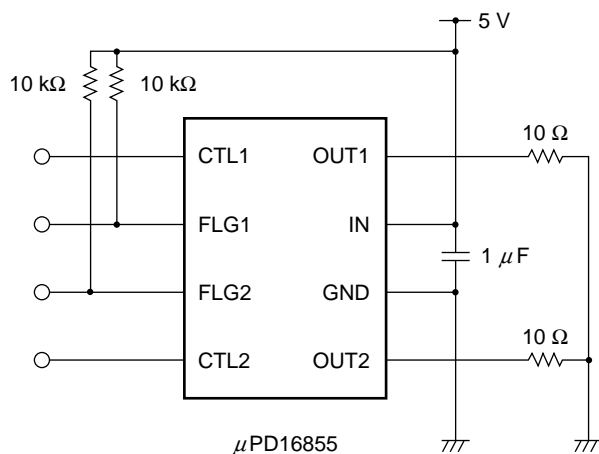 5 V
10 kΩ
10 kΩ
10 Ω
CTL1
OUT1
FLG1
IN
1 μF
FLG2
GND
10 Ω
CTL2
OUT2
μPD16855